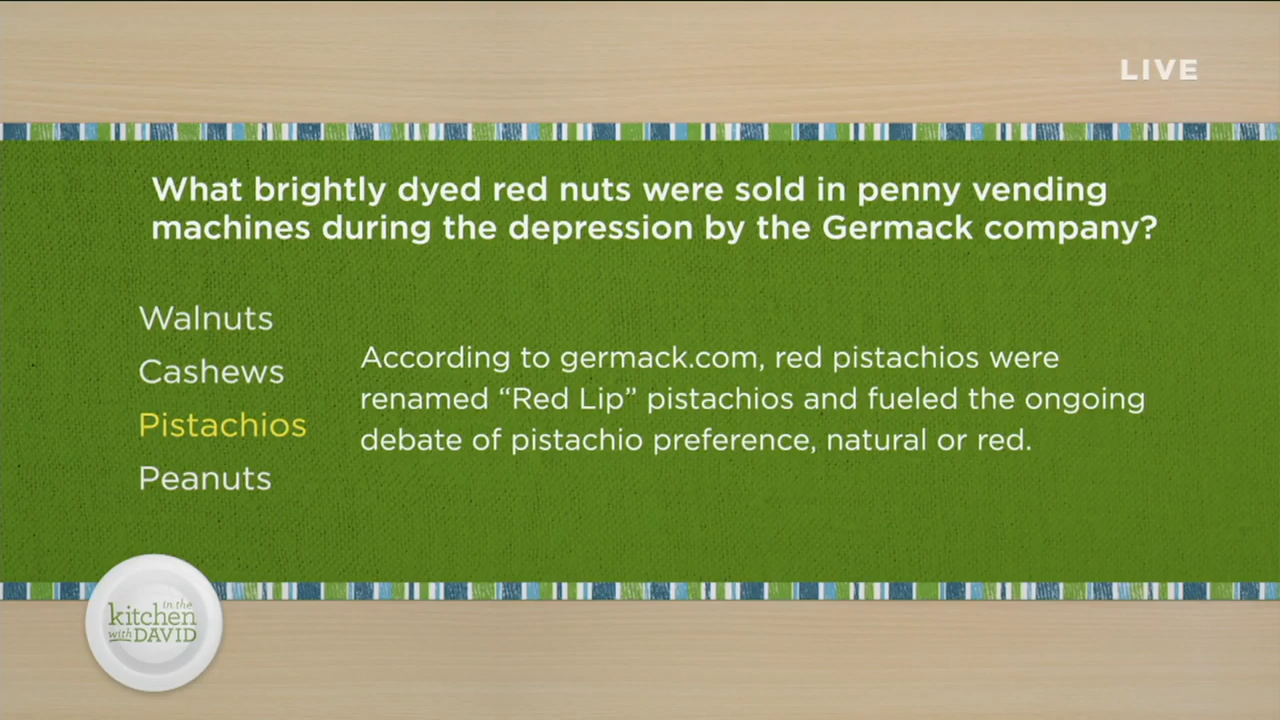 LIVE
What brightly dyed red nuts were sold in penny vending
machines during the depression by the Germack company?
Walnuts
Cashews
Pistachios
Peanuts
According to germack.com, red pistachios were
renamed “Red Lip” pistachios and fueled the ongoing
debate of pistachio preference, natural or red.
in the
kitchen
with DAVID